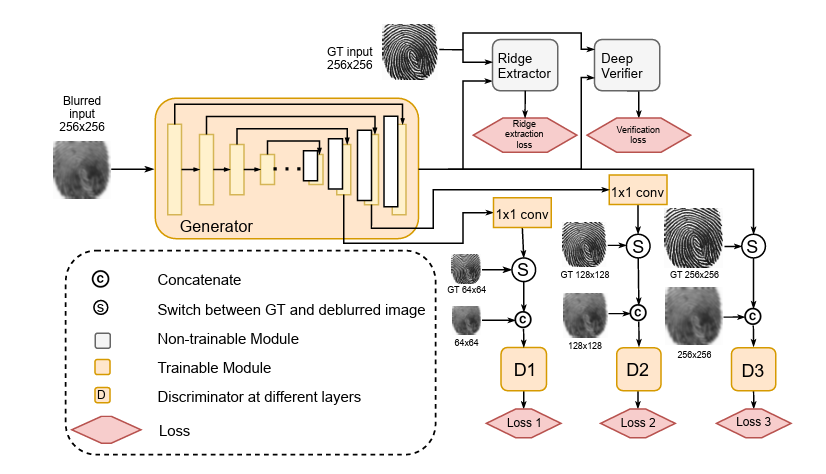 GT input
256x256
Ridge
Extractor
Deep
Verifier
Blurred
input
256x256
Ridge
extraction
loss
Verification
loss
Generator
1x1 conv
1x1 conv
S
S
S
GT 64x64
GT 128x128
GT 256x256
C
C
C
64x64
128x128
256x256
D1
D2
D3
Loss 1
Loss 2
Loss 3
C
Concatenate
S
Switch between GT and deblurred image
Non-trainable Module
Trainable Module
D
Discriminator at different layers
Loss